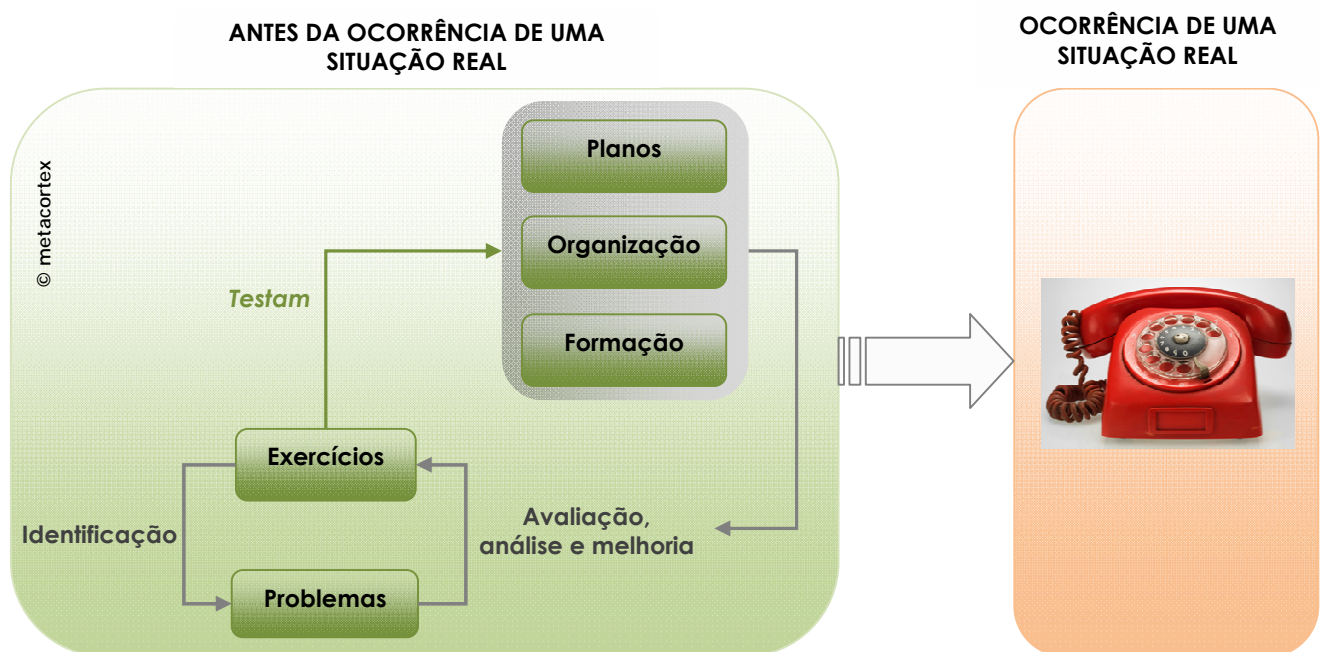 ANTES DA OCORRÊNCIA DE UMA
SITUAÇÃO REAL
OCORRÊNCIA DE UMA
SITUAÇÃO REAL
© metacortex
Planos
Organização
Formação
Testam
Exercícios
Identificação
Avaliação,
análise e melhoria
Problemas